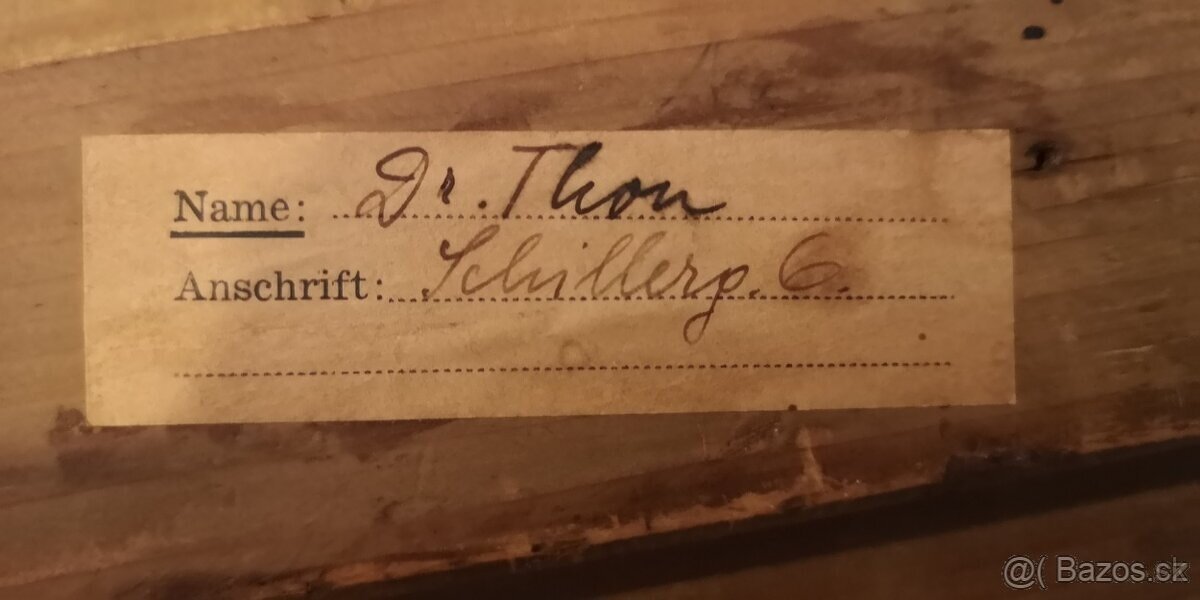 Name: Dr. Thon
Anschrift: Schillerg. 6.
@( Bazos.sk